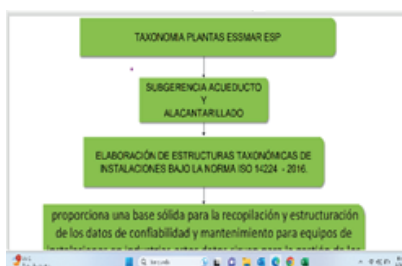 TAXONOMIA PLANTAS ESSMAR ESP
SUBGERENCIA ACUEDUCTO
Y
ALACANTARILLADO
ELABORACIÓN DE ESTRUCTURAS TAXONÓMICAS DE
INSTALACIONES BAJO LA NORMA ISO 14224 - 2016.
proporciona una base sólida para la recopilación y estructuración
de los datos de confiabilidad y mantenimiento para equipos de